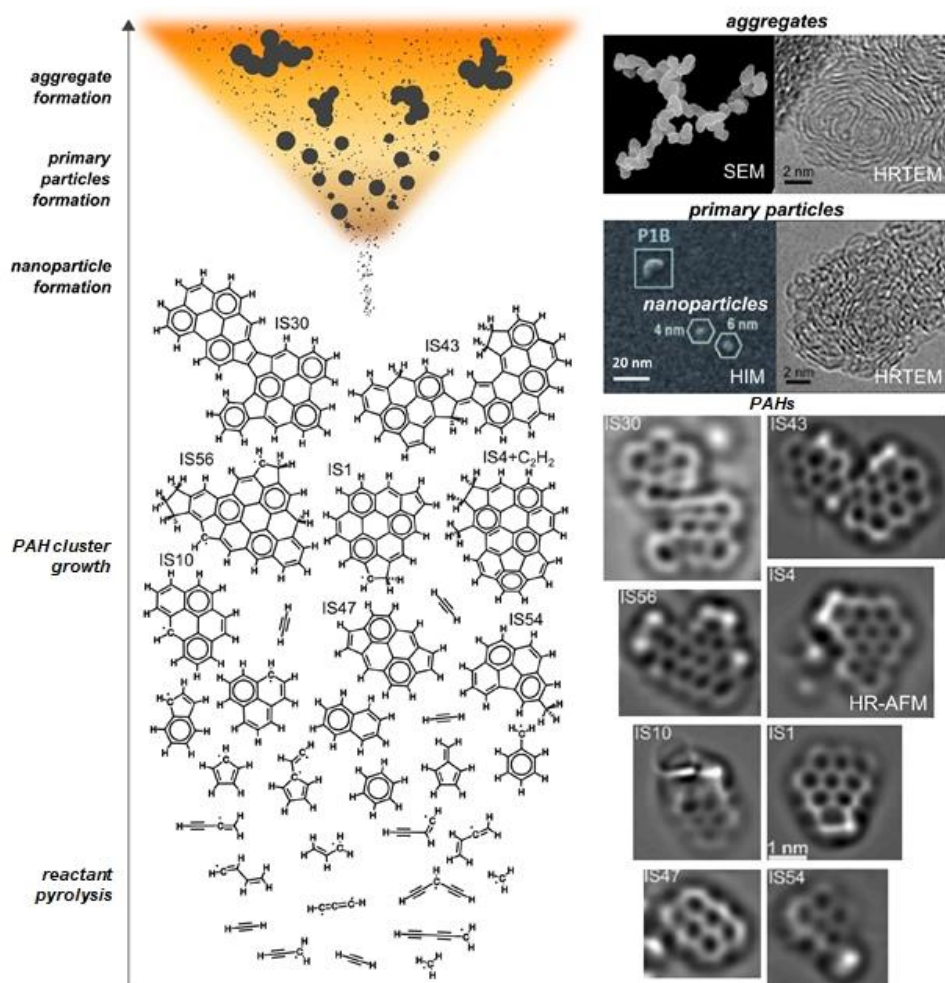 aggregate
formation
primary
particles
formation
nanoparticle
formation
PAH cluster
growth
reactant
pyrolysis
IS30
IS43
IS56
IS1
IS4+C₂H₂
IS10
IS47
IS54
aggregates
SEM
2 nm
HRTEM
primary particles
P1B
nanoparticles
4 nm
6 nm
20 nm
HIM
2 nm
HRTEM
PAHs
IS30
IS43
IS56
IS4
HR-AFM
IS10
IS1
1 nm
IS47
IS54